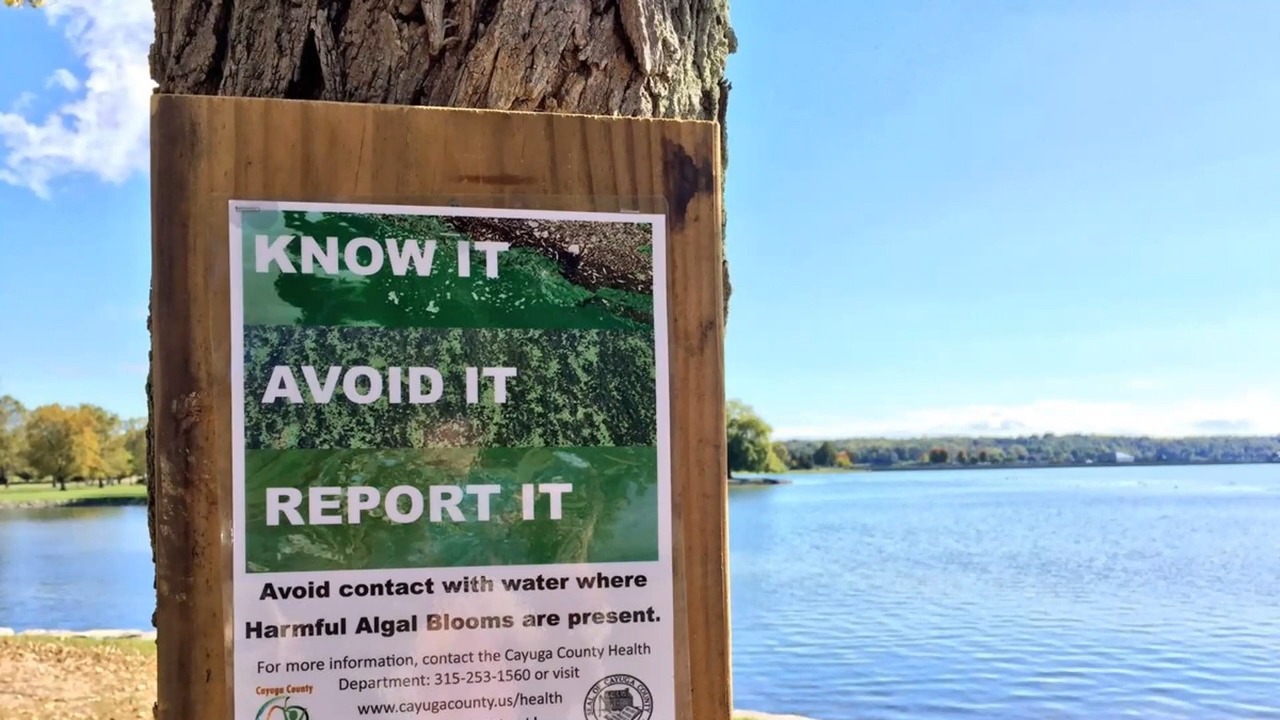 KNOW IT
AVOID IT
REPORT IT
Avoid contact with water where
Harmful Algal Blooms are present.
For more information, contact the Cayuga County Health
Department: 315-253-1560 or visit
www.cayugacounty.us/health
Cayuga County